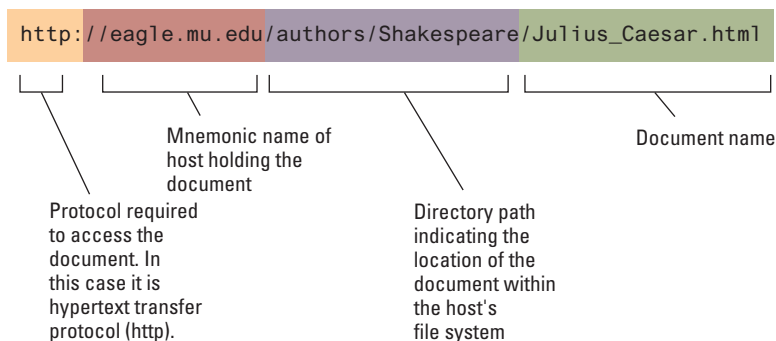 http://eagle.mu.edu/authors/Shakespeare/Julius_Caesar.html
Mnemonic name of
host holding the
document
Document name
Protocol required
to access the
document. In
this case it is
hypertext transfer
protocol (http).
Directory path
indicating the
location of the
document within
the host's
file system